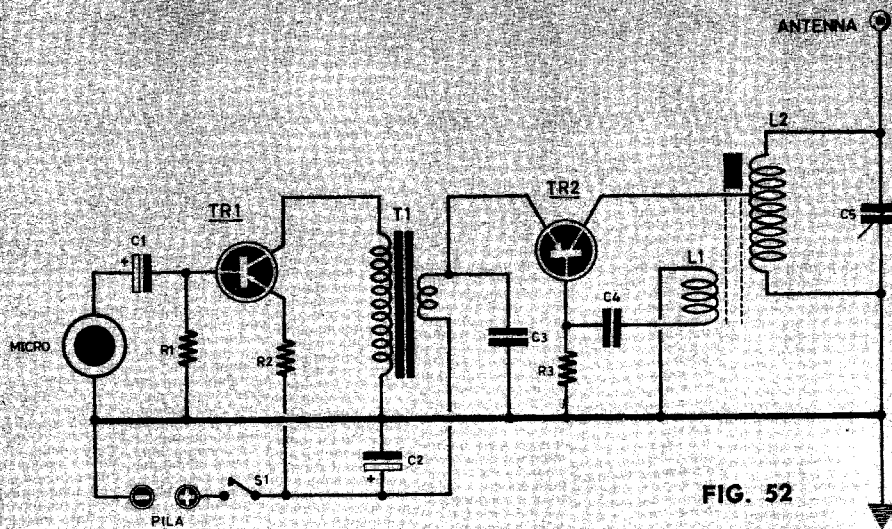 ANTENNA
L2
TR2
TR1
T1
C5
C1
L1
C4
MICRO
R1
R2
C3
R3
C2
S1
FIG. 52
- +
PILA
+
+